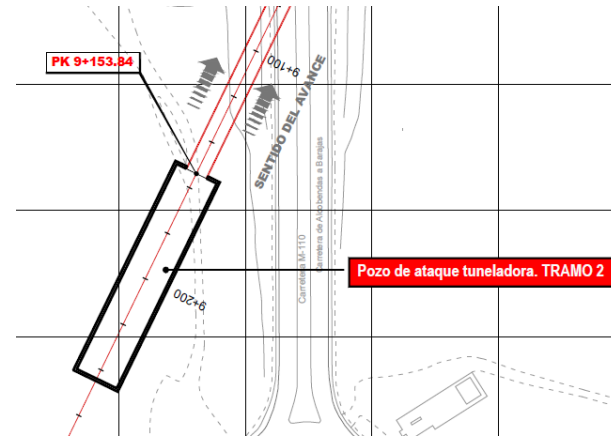 PK 9+153.84
9+100
SENTIDO DEL AVANCE
Carretera M-110
Carretera de Alcobendas a Barajas
Pozo de ataque tuneladora. TRAMO 2
9+200